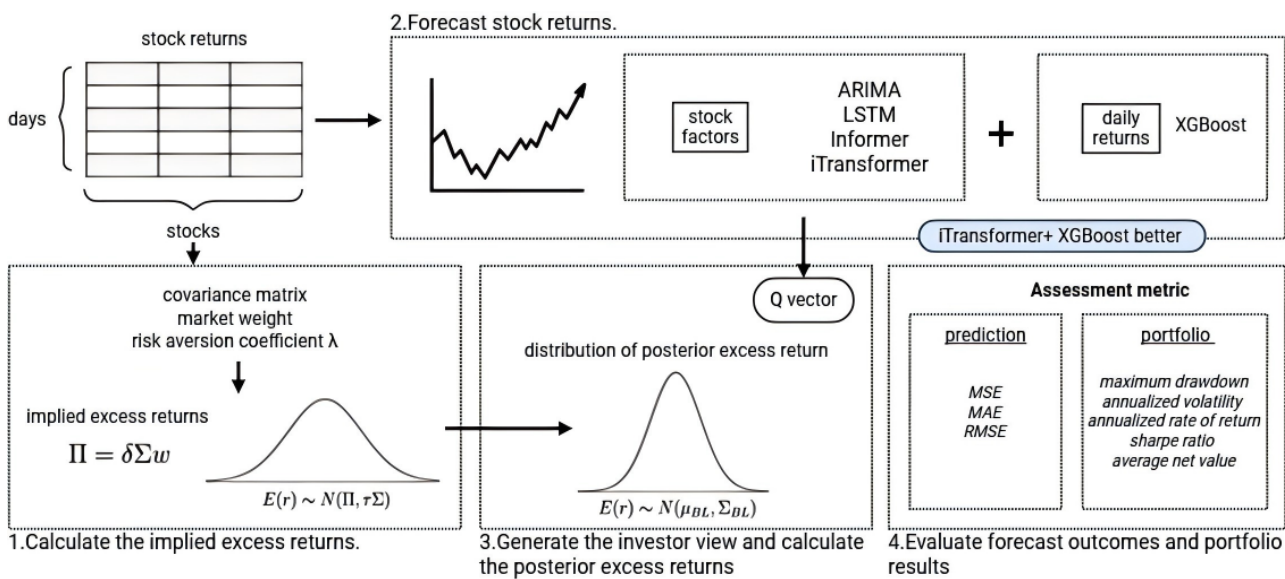 2.Forecast stock returns.
stock returns
days
stocks
stock
factors
ARIMA
LSTM
Informer
iTransformer
+
daily
returns
XGBoost
iTransformer+ XGBoost better
covariance matrix
market weight
risk aversion coefficient λ
implied excess returns
Π = δΣw
E(r) ∼ N(Π, τΣ)
1.Calculate the implied excess returns.
Q vector
distribution of posterior excess return
E(r) ∼ N(μ_{BL}, Σ_{BL})
3.Generate the investor view and calculate
the posterior excess returns
Assessment metric
prediction
MSE
MAE
RMSE
portfolio
maximum drawdown
annualized volatility
annualized rate of return
sharpe ratio
average net value
4.Evaluate forecast outcomes and portfolio
results